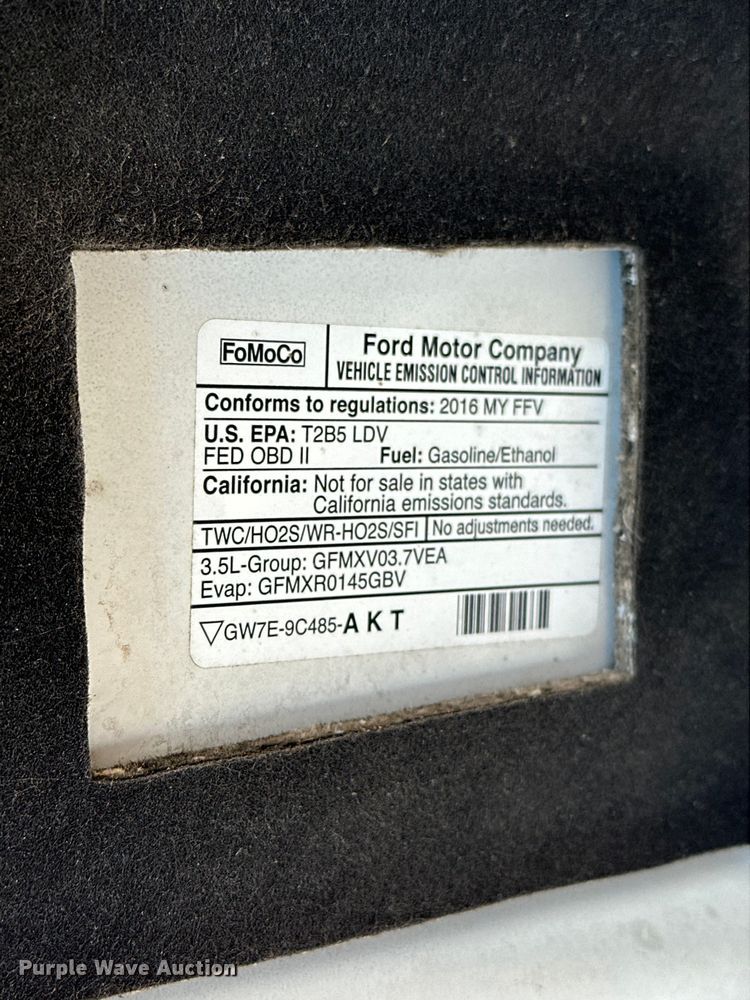 FoMoCo
Ford Motor Company
VEHICLE EMISSION CONTROL INFORMATION
Conforms to regulations: 2016 MY FFV
U.S. EPA: T2B5 LDV
FED OBD II Fuel: Gasoline/Ethanol
California: Not for sale in states with
California emissions standards.
TWC/HO2S/WR-HO2S/SFI No adjustments needed.
3.5L-Group: GFMXV03.7VEA
Evap: GFMXR0145GBV
▽GW7E-9C485-A K T
Purple Wave Auction